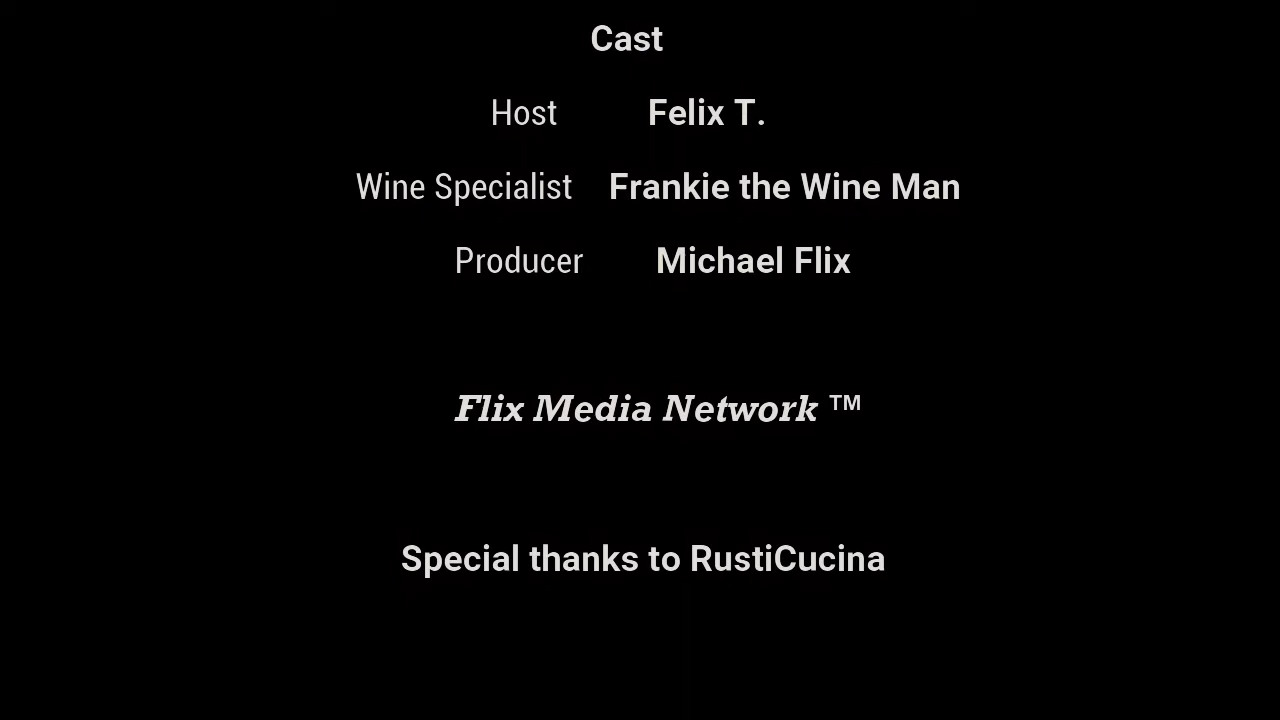 Cast
Host Felix T.
Wine Specialist Frankie the Wine Man
Producer Michael Flix
Flix Media Network ™
Special thanks to RustiCucina